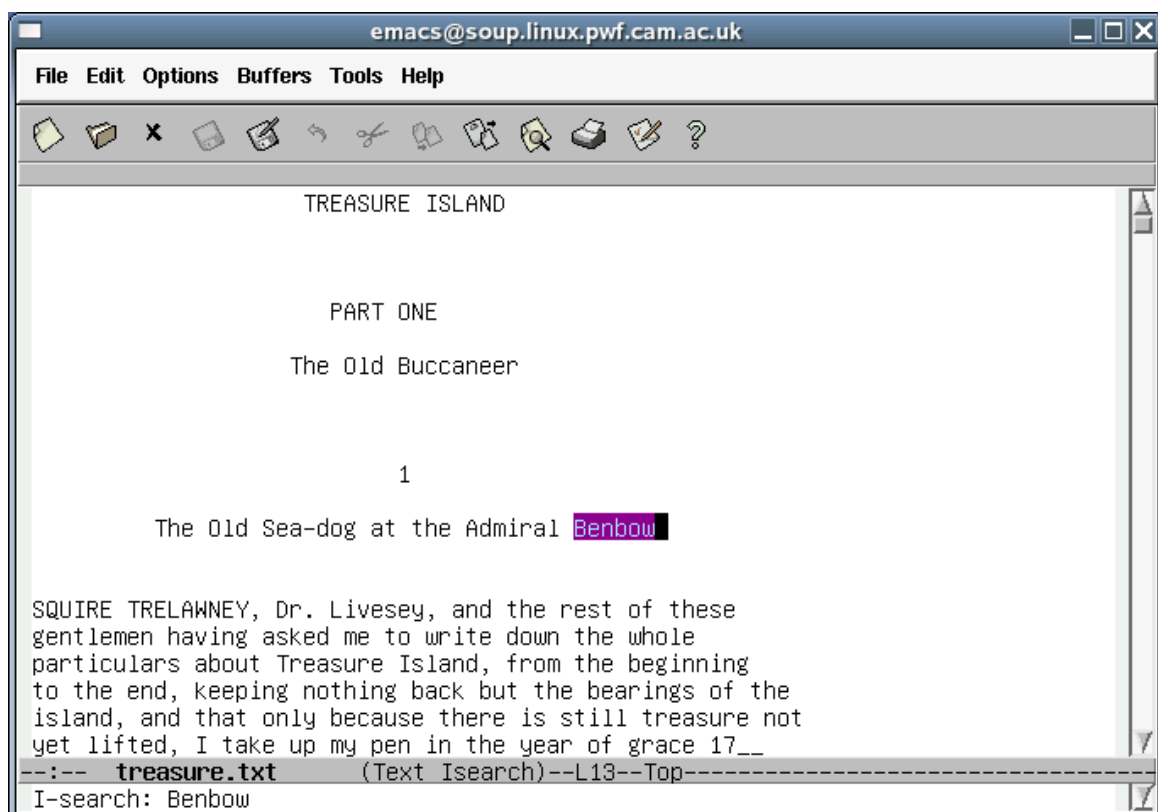 emacs@soup.linux.pwf.cam.ac.uk
File Edit Options Buffers Tools Help
TREASURE ISLAND
PART ONE
The Old Buccaneer
1
The Old Sea-dog at the Admiral Benbow
SQUIRE TRELAWNEY, Dr. Livesey, and the rest of these
gentlemen having asked me to write down the whole
particulars about Treasure Island, from the beginning
to the end, keeping nothing back but the bearings of the
island, and that only because there is still treasure not
yet lifted, I take up my pen in the year of grace 17__
--:-- treasure.txt (Text Isearch)--L13--Top-----------------------------------
I-search: Benbow